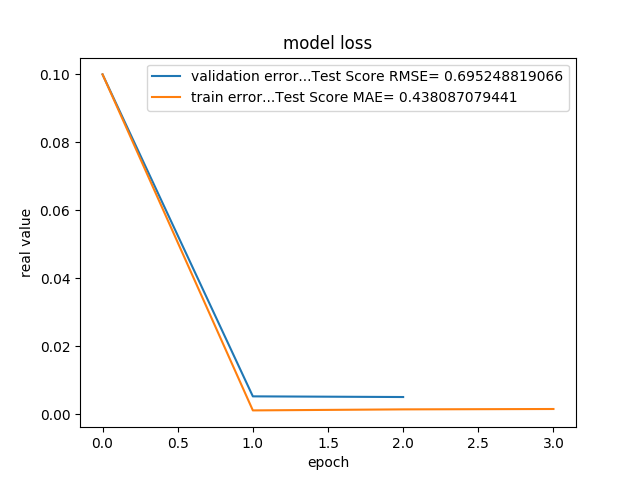 model loss
validation error...Test Score RMSE= 0.695248819066
train error...Test Score MAE= 0.438087079441
0.10
0.08
0.06
0.04
0.02
0.00
real value
0.0 0.5 1.0 1.5 2.0 2.5 3.0
epoch